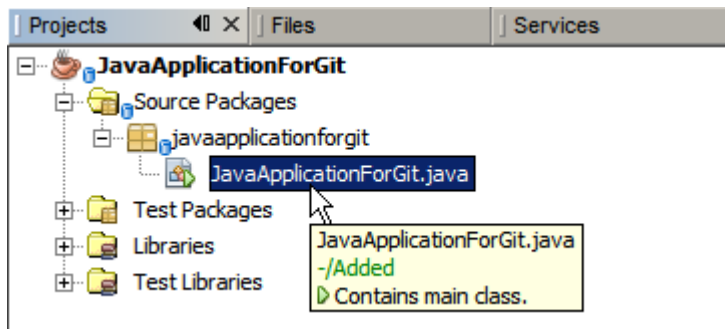 Projects
Files
Services
JavaApplicationForGit
Source Packages
javaapplicationforgit
JavaApplicationForGit.java
Test Packages
Libraries
Test Libraries
JavaApplicationForGit.java
-/Added
Contains main class.